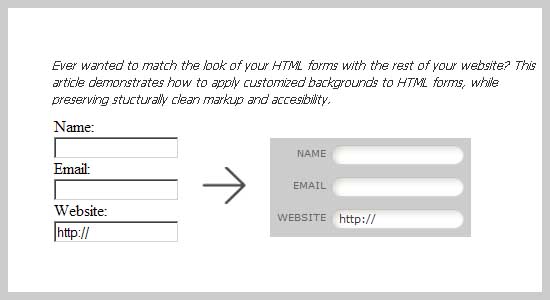 Ever wanted to match the look of your HTML forms with the rest of your website? This
article demonstrates how to apply customized backgrounds to HTML forms, while
preserving stucturally clean markup and accesibility.
Name:
Email:
Website:
http://
NAME
EMAIL
WEBSITE http://